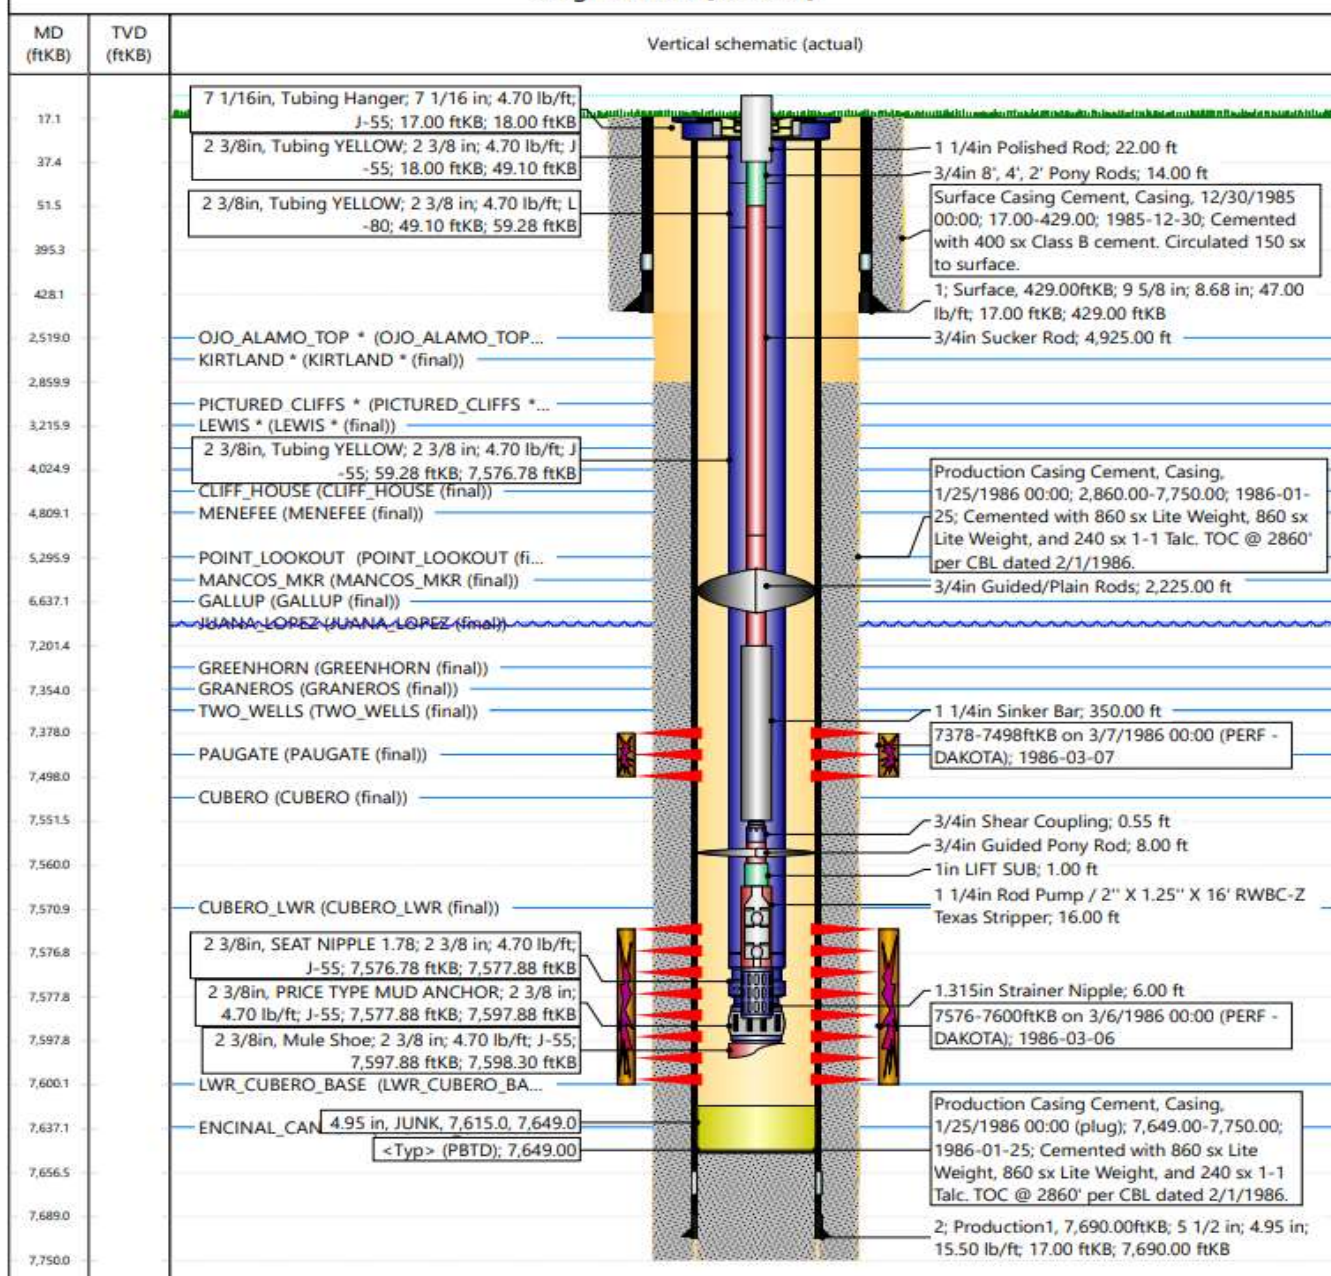 MD
(ftKB)
TVD
(ftKB)
Vertical schematic (actual)
17.1
37.4
51.5
395.3
428.1
2,519.0
2,859.9
3,215.9
4,024.9
4,809.1
5,295.9
6,637.1
7,201.4
7,354.0
7,378.0
7,498.0
7,551.5
7,560.0
7,570.9
7,576.8
7,577.8
7,597.8
7,600.1
7,637.1
7,656.5
7,689.0
7,750.0
7 1/16in, Tubing Hanger; 7 1/16 in; 4.70 lb/ft;
J-55; 17.00 ftKB; 18.00 ftKB
2 3/8in, Tubing YELLOW; 2 3/8 in; 4.70 lb/ft; J
-55; 18.00 ftKB; 49.10 ftKB
2 3/8in, Tubing YELLOW; 2 3/8 in; 4.70 lb/ft; L
-80; 49.10 ftKB; 59.28 ftKB
OJO_ALAMO_TOP * (OJO_ALAMO_TOP...
KIRTLAND * (KIRTLAND * (final))
PICTURED_CLIFFS * (PICTURED_CLIFFS *...
LEWIS * (LEWIS * (final))
2 3/8in, Tubing YELLOW; 2 3/8 in; 4.70 lb/ft; J
-55; 59.28 ftKB; 7,576.78 ftKB
CLIFF_HOUSE (CLIFF_HOUSE (final))
MENEFEE (MENEFEE (final))
POINT_LOOKOUT (POINT_LOOKOUT (fi...
MANCOS_MKR (MANCOS_MKR (final))
GALLUP (GALLUP (final))
JUANA_LOPEZ (JUANA_LOPEZ (final))
GREENHORN (GREENHORN (final))
GRANEROS (GRANEROS (final))
TWO_WELLS (TWO_WELLS (final))
PAUGATE (PAUGATE (final))
CUBERO (CUBERO (final))
CUBERO_LWR (CUBERO_LWR (final))
2 3/8in, SEAT NIPPLE 1.78; 2 3/8 in; 4.70 lb/ft;
J-55; 7,576.78 ftKB; 7,577.88 ftKB
2 3/8in, PRICE TYPE MUD ANCHOR; 2 3/8 in;
4.70 lb/ft; J-55; 7,577.88 ftKB; 7,597.88 ftKB
2 3/8in, Mule Shoe; 2 3/8 in; 4.70 lb/ft; J-55;
7,597.88 ftKB; 7,598.30 ftKB
LWR_CUBERO_BASE (LWR_CUBERO_BA...
ENCINAL_CAN
4.95 in, JUNK, 7,615.0, 7,649.0
<Typ> (PBTD); 7,649.00
1 1/4in Polished Rod; 22.00 ft
3/4in 8', 4', 2' Pony Rods; 14.00 ft
Surface Casing Cement, Casing, 12/30/1985
00:00; 17.00-429.00; 1985-12-30; Cemented
with 400 sx Class B cement. Circulated 150 sx
to surface.
1; Surface, 429.00ftKB; 9 5/8 in; 8.68 in; 47.00
lb/ft; 17.00 ftKB; 429.00 ftKB
3/4in Sucker Rod; 4,925.00 ft
Production Casing Cement, Casing,
1/25/1986 00:00; 2,860.00-7,750.00; 1986-01-
25; Cemented with 860 sx Lite Weight, 860 sx
Lite Weight, and 240 sx 1-1 Talc. TOC @ 2860'
per CBL dated 2/1/1986.
3/4in Guided/Plain Rods; 2,225.00 ft
1 1/4in Sinker Bar; 350.00 ft
7378-7498ftKB on 3/7/1986 00:00 (PERF -
DAKOTA); 1986-03-07
3/4in Shear Coupling; 0.55 ft
3/4in Guided Pony Rod; 8.00 ft
1in LIFT SUB; 1.00 ft
1 1/4in Rod Pump / 2'' X 1.25'' X 16' RWBC-Z
Texas Stripper; 16.00 ft
1.315in Strainer Nipple; 6.00 ft
7576-7600ftKB on 3/6/1986 00:00 (PERF -
DAKOTA); 1986-03-06
Production Casing Cement, Casing,
1/25/1986 00:00 (plug); 7,649.00-7,750.00;
1986-01-25; Cemented with 860 sx Lite
Weight, 860 sx Lite Weight, and 240 sx 1-1
Talc. TOC @ 2860' per CBL dated 2/1/1986.
2; Production1, 7,690.00ftKB; 5 1/2 in; 4.95 in;
15.50 lb/ft; 17.00 ftKB; 7,690.00 ftKB